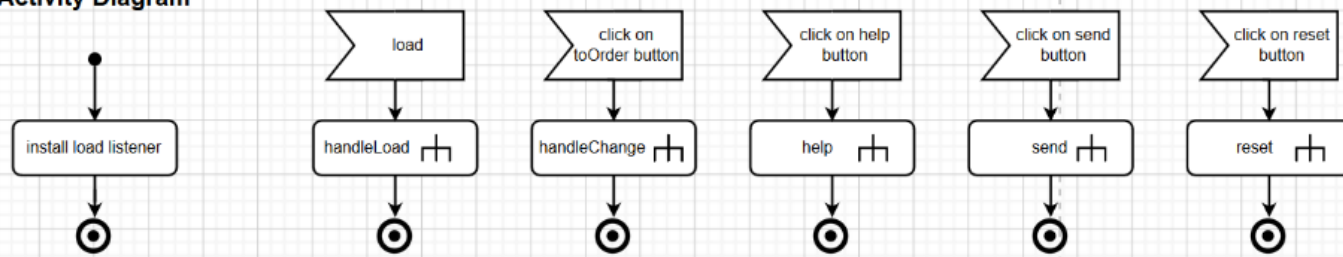 Activity Diagram
load
click on
toOrder button
click on help
button
click on send
button
click on reset
button
install load listener
handleLoad
handleChange
help
send
reset